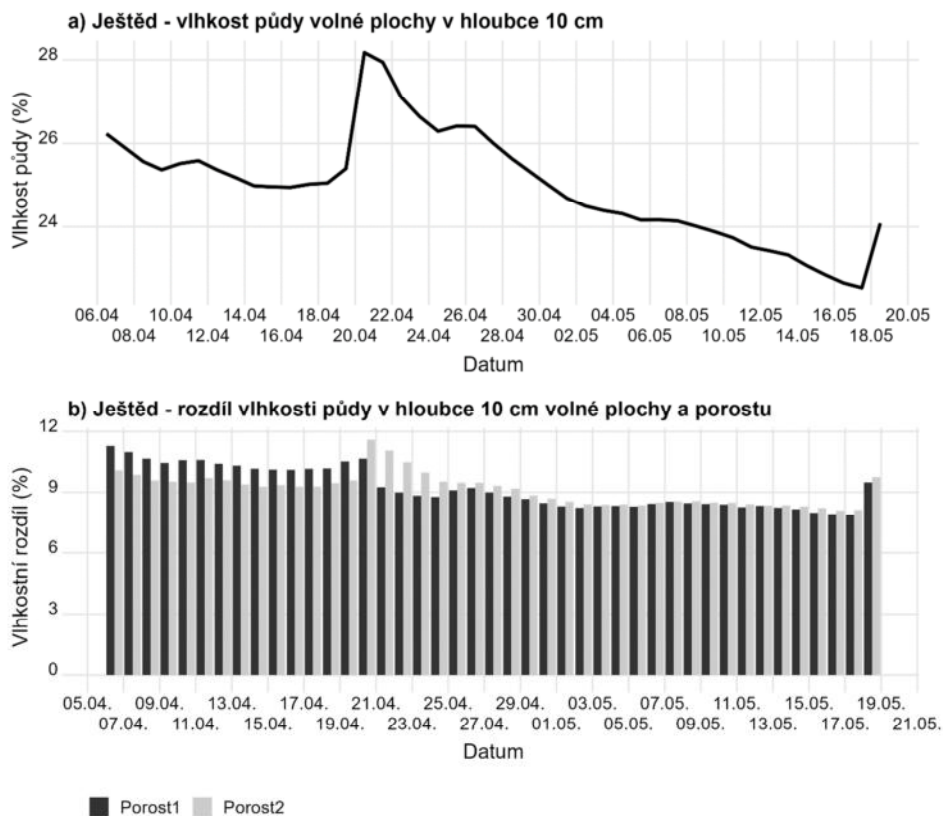 a) Ještěd - vlhkost půdy volné plochy v hloubce 10 cm
Vlhkost půdy (%)
28
26
24
06.04 10.04 14.04 18.04 22.04 26.04 30.04 04.05 08.05 12.05 16.05 20.05
08.04 12.04 16.04 20.04 24.04 28.04 02.05 06.05 10.05 14.05 18.05
Datum
b) Ještěd - rozdíl vlhkosti půdy v hloubce 10 cm volné plochy a porostu
Vlhkostní rozdíl (%)
12
9
6
3
0
05.04. 09.04. 13.04. 17.04. 21.04. 25.04. 29.04. 03.05. 07.05. 11.05. 15.05. 19.05.
07.04. 11.04. 15.04. 19.04. 23.04. 27.04. 01.05. 05.05. 09.05. 13.05. 17.05. 21.05.
Datum
Porost1 Porost2